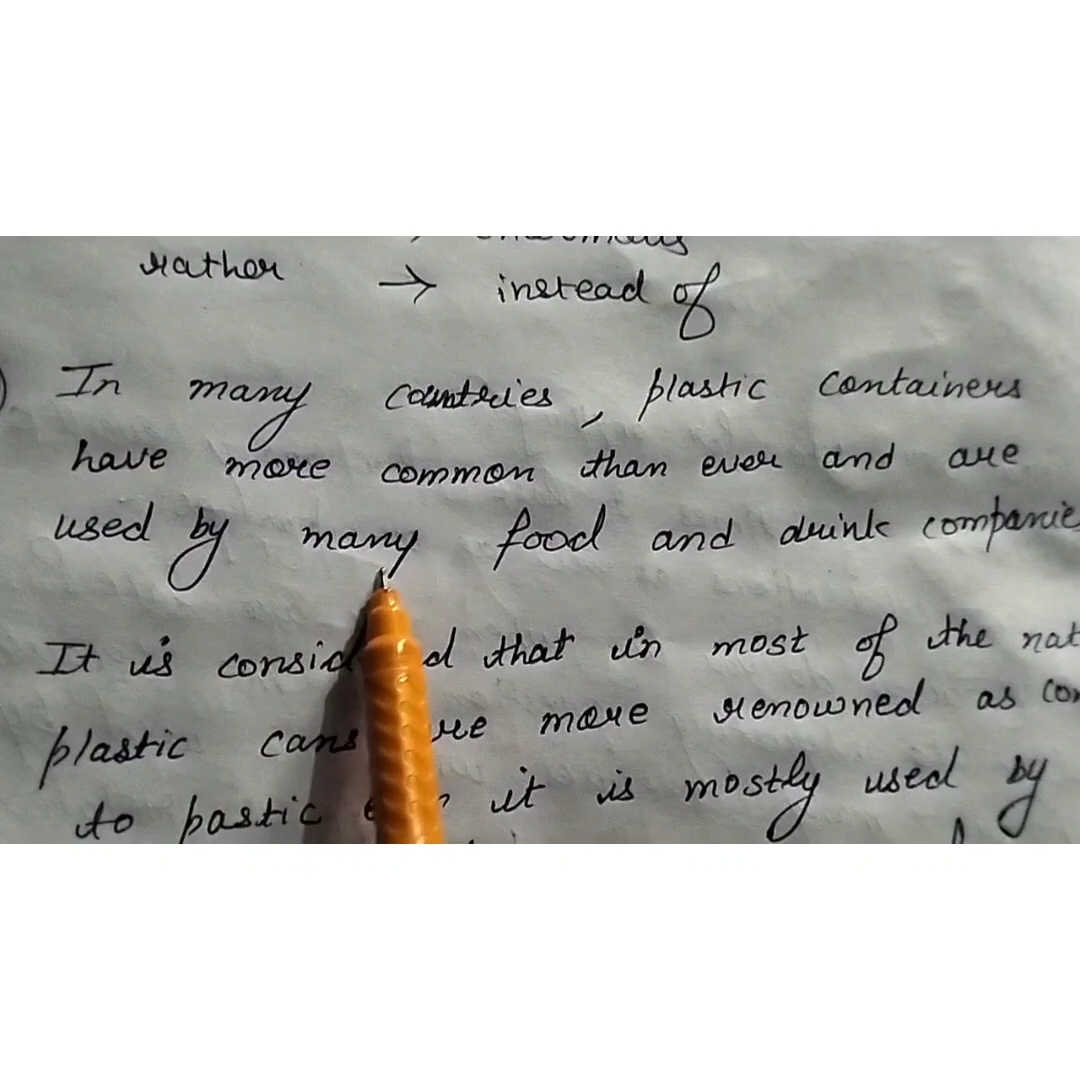 rather → instead of
In many countries, plastic containers
have more common than ever and are
used by many food and drink
It is that in most of the
plastic cans more renowned as
to pastic it is mostly used by